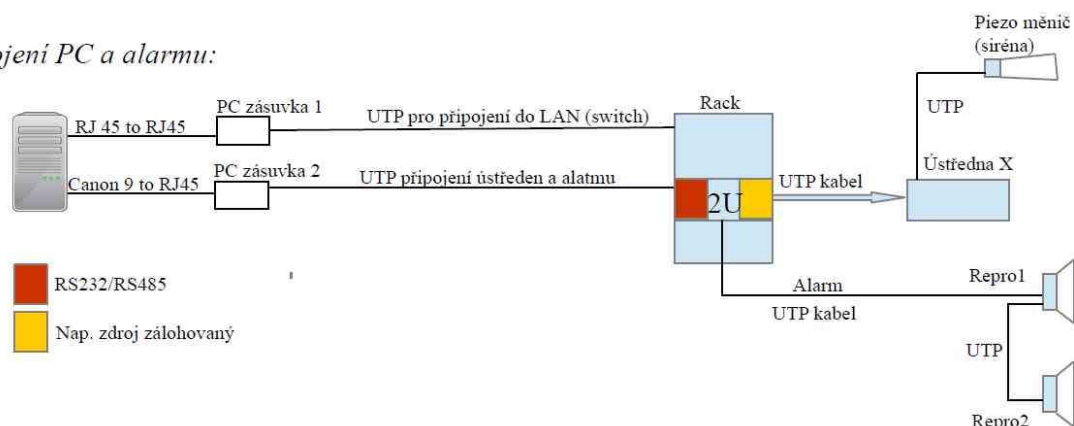 ojení PC a alarmu:
Piezo měnič
(siréna)
PC zásuvka 1
UTP pro připojení do LAN (switch)
Rack
RJ 45 to RJ45
UTP
PC zásuvka 2
Ústředna X
Canon 9 to RJ45
UTP připojení ústředen a alatmu
UTP kabel
2U
RS232/RS485
Alarm
Repro1
UTP kabel
Nap. zdroj zálohovaný
UTP
Repro2